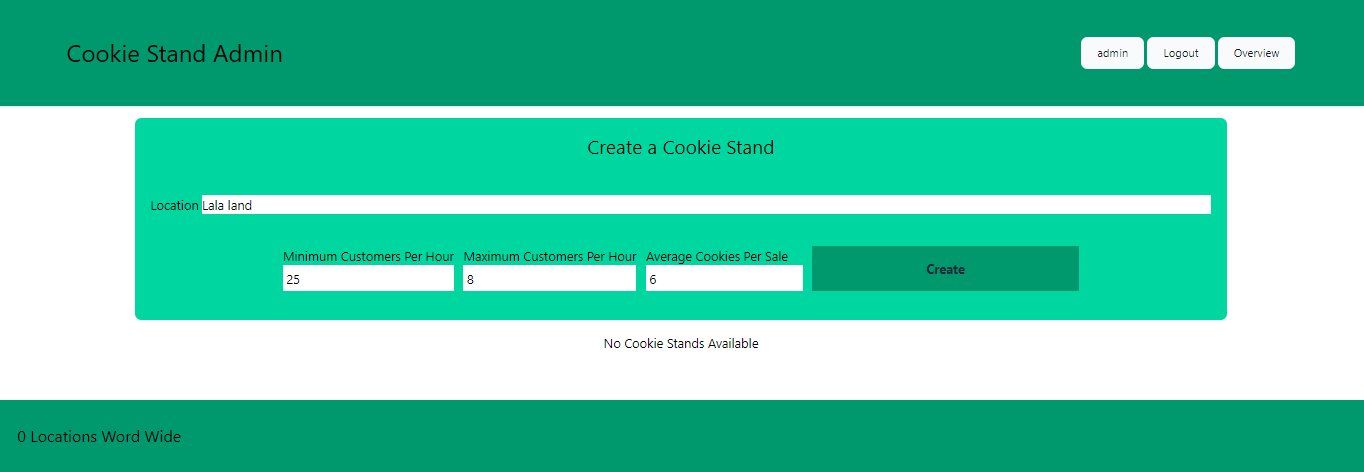 Cookie Stand Admin
admin Logout Overview
Create a Cookie Stand
Location Lala land
Minimum Customers Per Hour Maximum Customers Per Hour Average Cookies Per Sale
25 8 6
Create
No Cookie Stands Available
0 Locations Word Wide